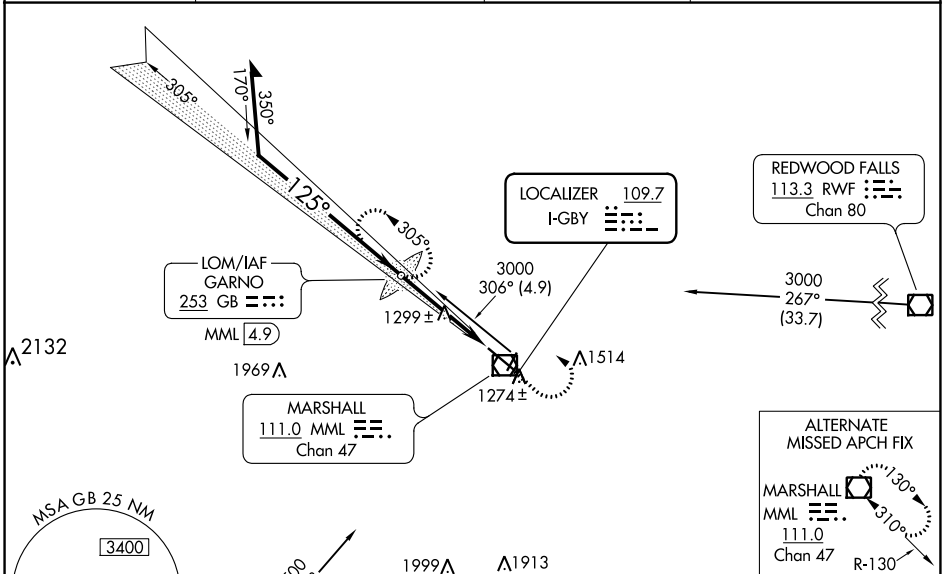 305°
170°
350°
125°
305°
LOCALIZER 109.7
I-GBY
REDWOOD FALLS
113.3 RWF
Chan 80
LOM/IAF
GARNO
253 GB
MML 4.9
3000
306° (4.9)
3000
267°
(33.7)
1299±
2132
1969
1514
1274±
MARSHALL
111.0 MML
Chan 47
ALTERNATE
MISSED APCH FIX
MARSHALL
MML
111.0
Chan 47
130°
310°
R-130
MSA GB 25 NM
3400
1999
1913